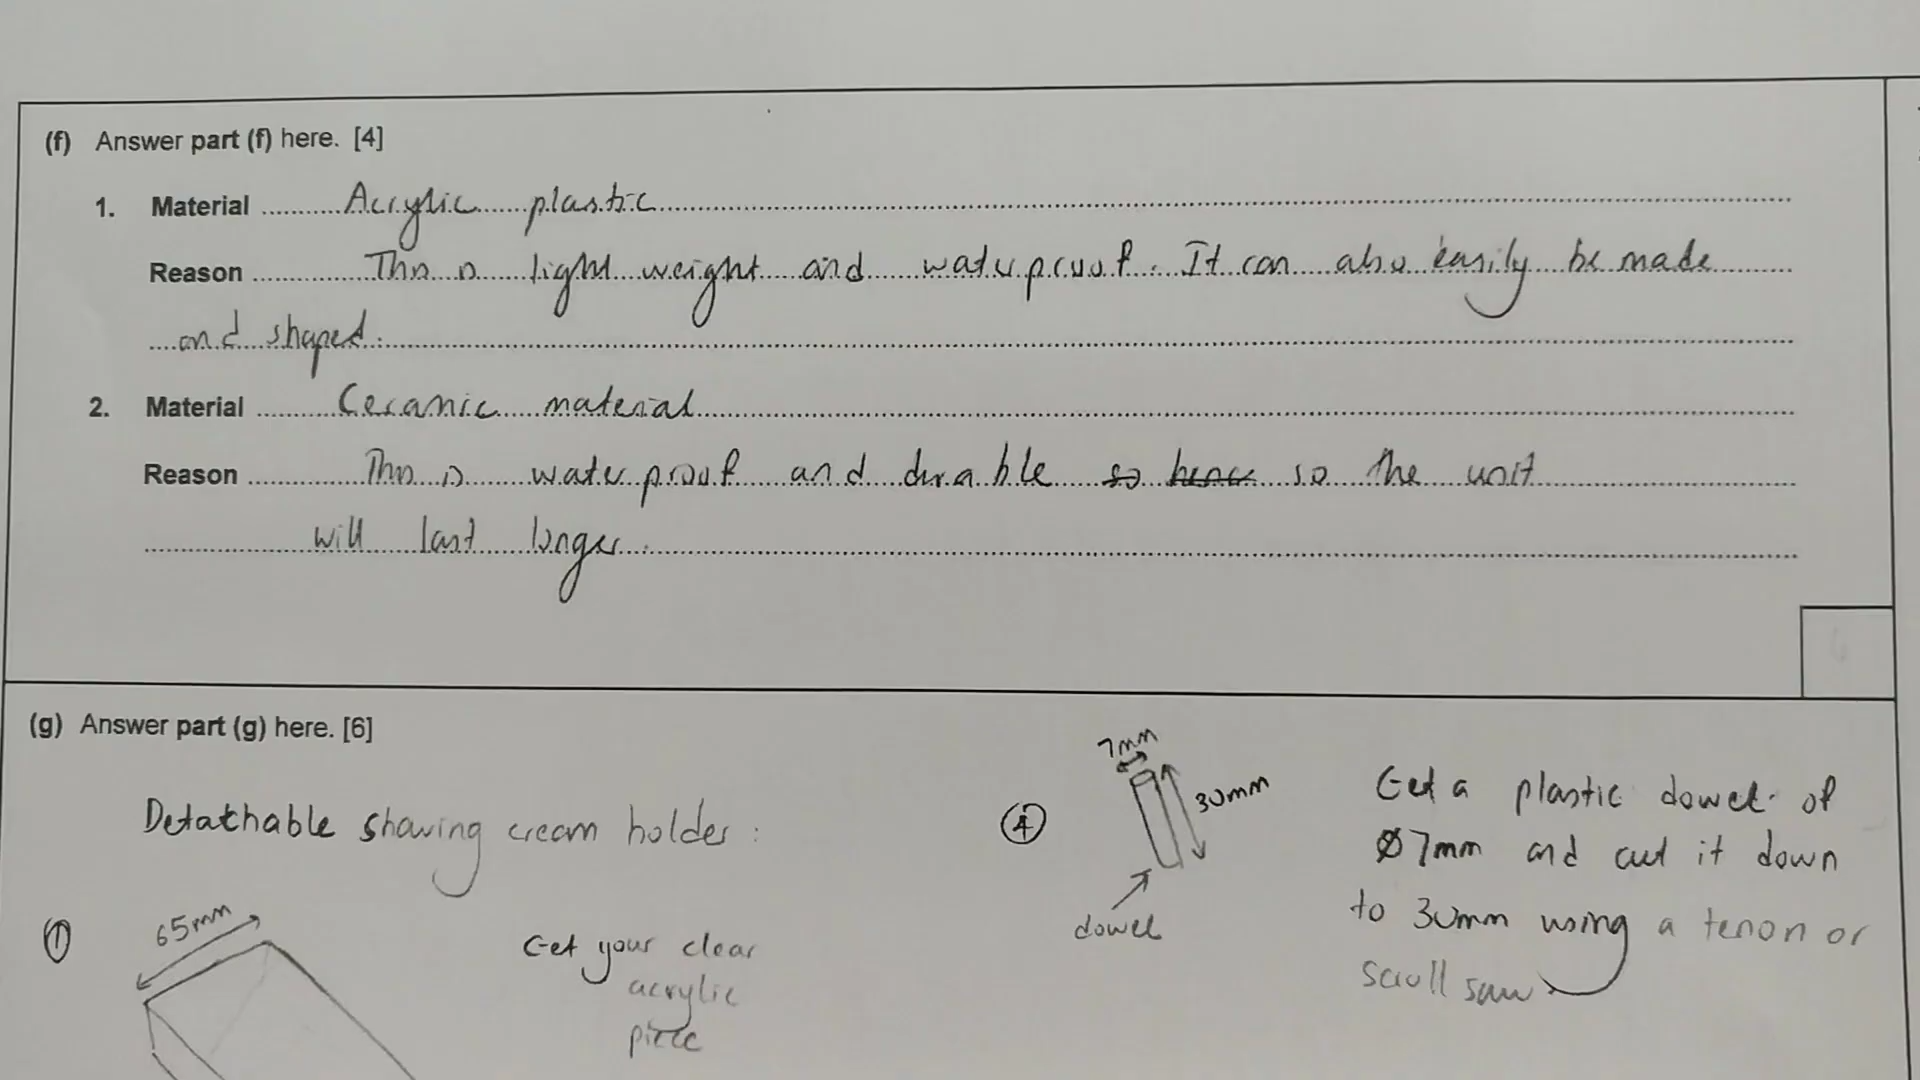 (f) Answer part (f) here. [4]
1. Material Acrylic plastic
Reason This is light weight and waterproof. It can also easily be made
and shaped.
2. Material Ceramic material
Reason This is waterproof and durable so hence so the unit
will last longer.
(g) Answer part (g) here. [6]
Detathable shaving cream holder :
1
65mm
Get your clear
acrylic
piece
4
7mm
30mm
dowel
Get a plastic dowel of
Ø7mm and cut it down
to 30mm using a tenon or
scroll saw